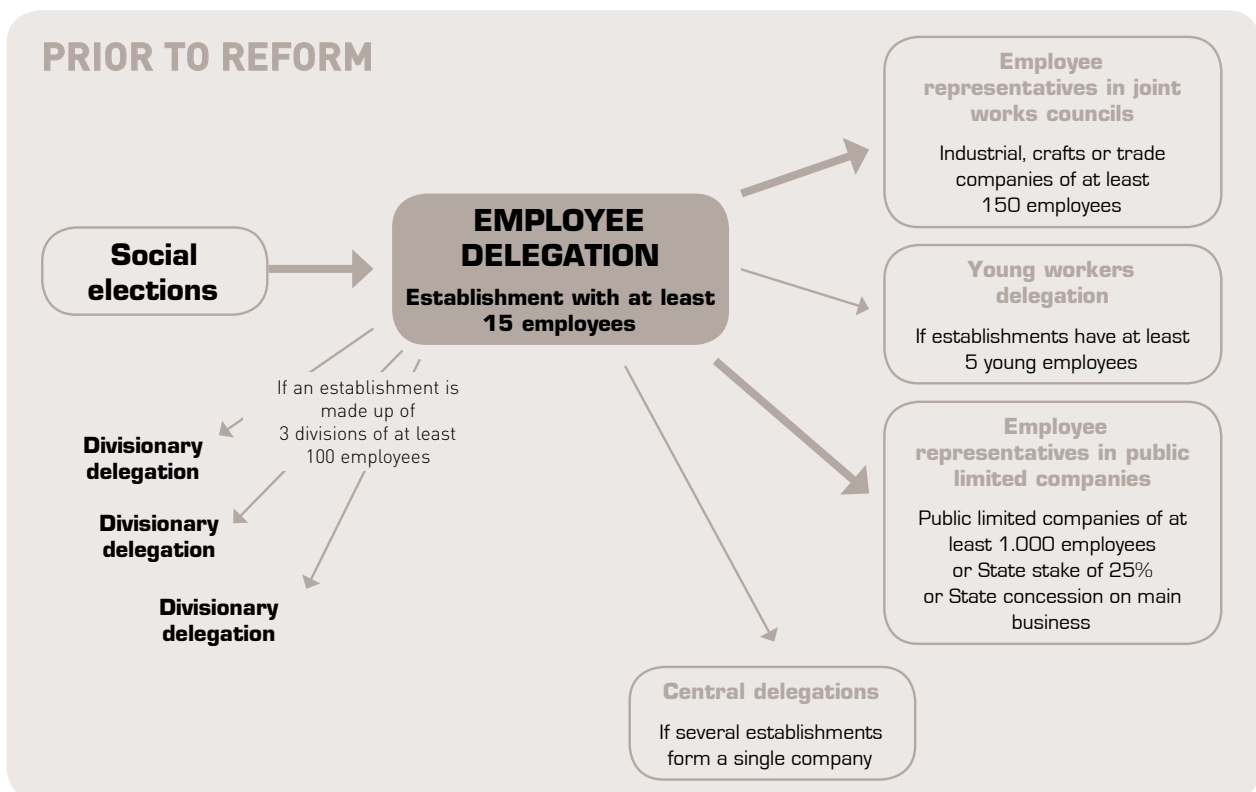 PRIOR TO REFORM
Social
elections
EMPLOYEE
DELEGATION
Establishment with at least
15 employees
Employee
representatives in joint
works councils
Industrial, crafts or trade
companies of at least
150 employees
Young workers
delegation
If establishments have at least
5 young employees
Employee
representatives in public
limited companies
Public limited companies of at
least 1.000 employees
or State stake of 25%
or State concession on main
business
If an establishment is
made up of
3 divisions of at least
100 employees
Divisionary
delegation
Divisionary
delegation
Divisionary
delegation
Central delegations
If several establishments
form a single company